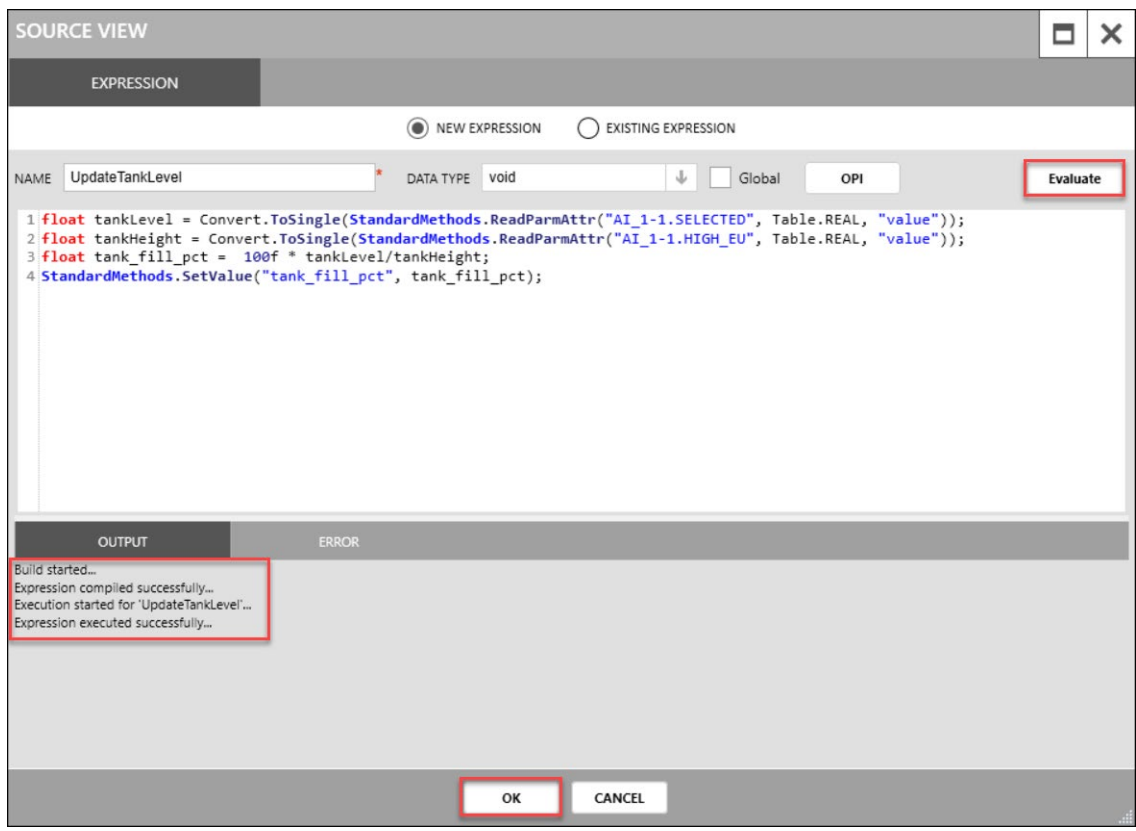 SOURCE VIEW
EXPRESSION
NEW EXPRESSION EXISTING EXPRESSION
NAME UpdateTankLevel * DATA TYPE void Global OPI Evaluate
1 float tankLevel = Convert.ToSingle(StandardMethods.ReadParmAttr("AI_1-1.SELECTED", Table.REAL, "value"));
2 float tankHeight = Convert.ToSingle(StandardMethods.ReadParmAttr("AI_1-1.HIGH_EU", Table.REAL, "value"));
3 float tank_fill_pct =  100f * tankLevel/tankHeight;
4 StandardMethods.SetValue("tank_fill_pct", tank_fill_pct);
OUTPUT ERROR
Build started...
Expression compiled successfully...
Execution started for 'UpdateTankLevel'...
Expression executed successfully...
OK CANCEL